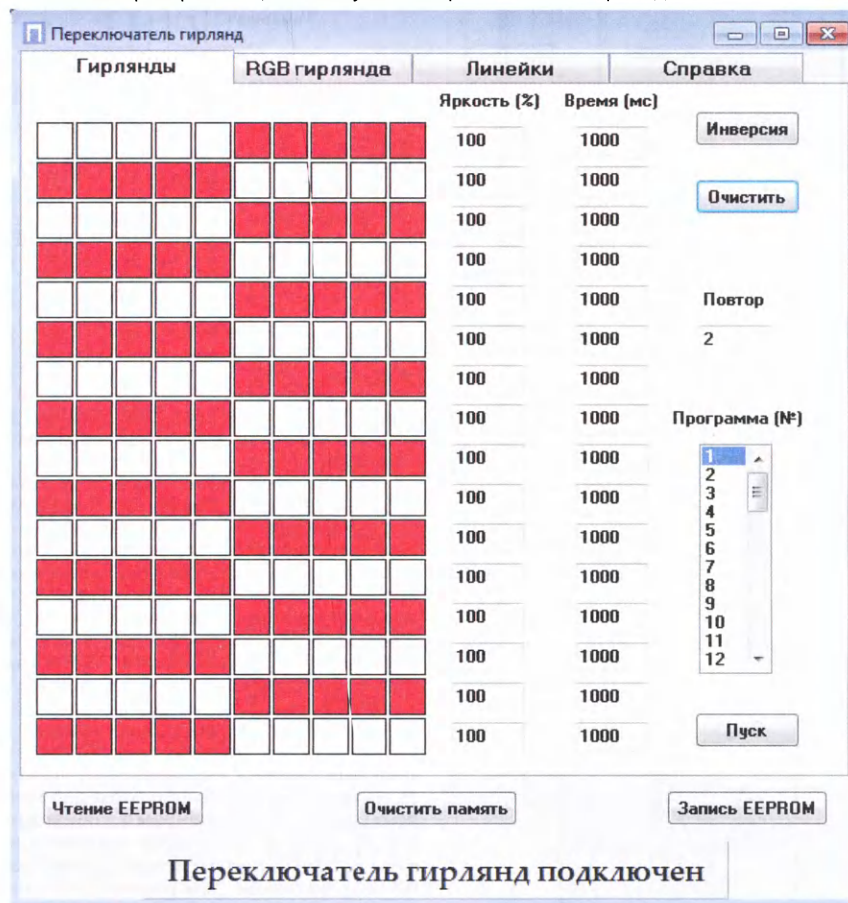 Переключатель гирлянд
Гирлянды RGB гирлянда Линейки Справка
Яркость (%) Время (мс)
Инверсия
100 1000
100 1000
Очистить
100 1000
100 1000
100 1000 Повтор
100 1000 2
100 1000
100 1000 Программа (№)
100 1000 1
2
100 1000 3
4
100 1000 5
6
100 1000 7
8
100 1000 9
10
100 1000 11
12
100 1000
100 1000 Пуск
Чтение EEPROM Очистить память Запись EEPROM
Переключатель гирлянд подключен